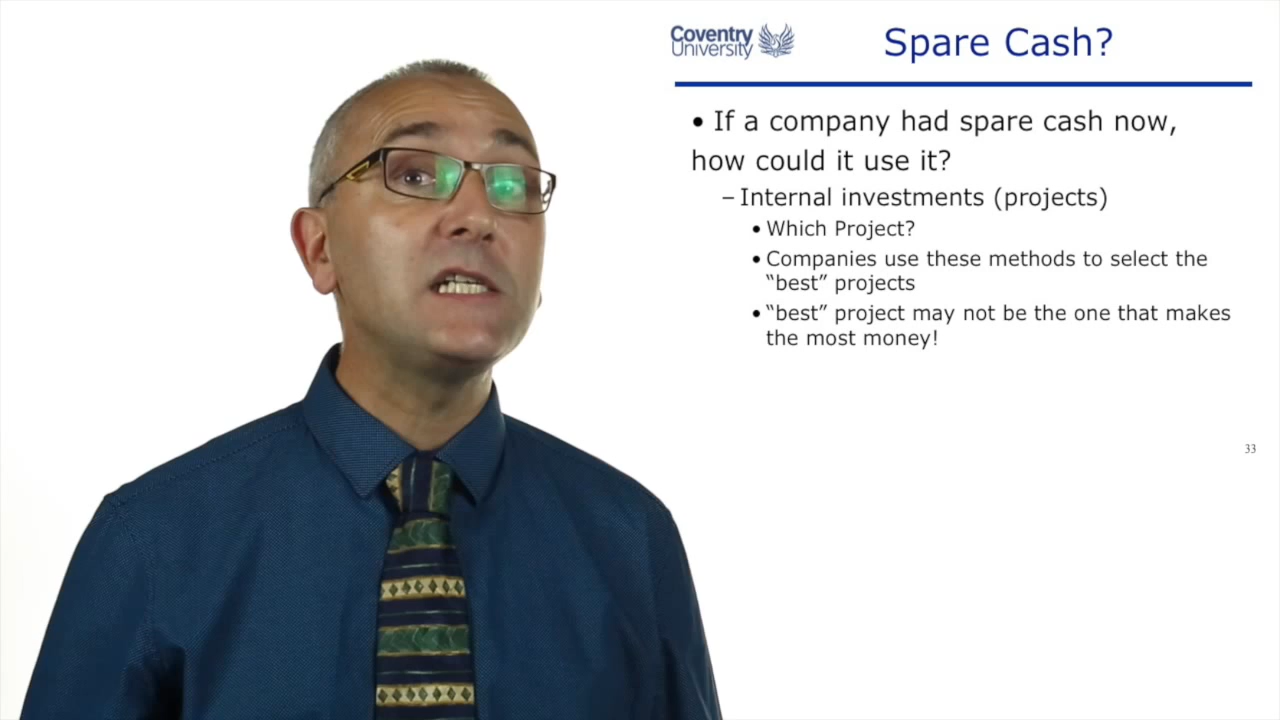 Coventry
University
Spare Cash?
• If a company had spare cash now,
how could it use it?
– Internal investments (projects)
• Which Project?
• Companies use these methods to select the
“best” projects
• “best” project may not be the one that makes
the most money!
33